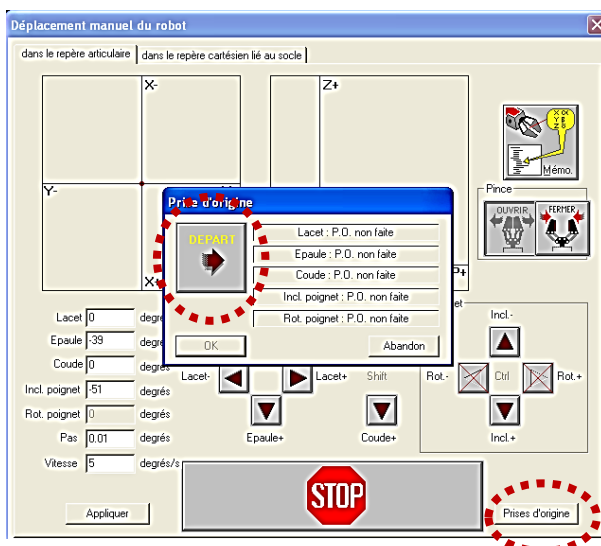 Déplacement manuel du robot
dans le repère articulaire
dans le repère cartésien lié au socle
X-
Z+
Mémo.
Y-
Prise d'origine
Pince
OUVRIR
FERMER
DEPART
Lacet : P.O. non faite
Epaule : P.O. non faite
Coude : P.O. non faite
Incl. poignet : P.O. non faite
Rot. poignet : P.O. non faite
X+
P+
OK
Abandon
Lacet 0 degrés
Epaule -39 degrés
Coude 0 degrés
Incl. poignet -51 degrés
Rot. poignet 0 degrés
Pas 0.01 degrés
Vitesse 5 degrés/s
Lacet-
Lacet+
Shift
Epaule+
Coude+
Incl.-
Rot.-
Ctrl
Rot.+
Incl.+
STOP
Appliquer
Prises d'origine